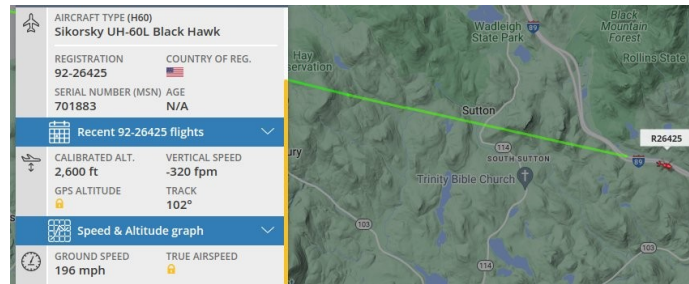 AIRCRAFT TYPE (H60)
Sikorsky UH-60L Black Hawk
REGISTRATION
COUNTRY OF REG.
92-26425
SERIAL NUMBER (MSN)
AGE
701883
N/A
Recent 92-26425 flights
CALIBRATED ALT.
VERTICAL SPEED
2,600 ft
-320 fpm
GPS ALTITUDE
TRACK
102°
Speed & Altitude graph
GROUND SPEED
TRUE AIRSPEED
196 mph
Wadleigh
State Park
89
Black
Mountain
Forest
Hay
Rollins State
Sutton
R26425
114
SOUTH SUTTON
89
Trinity Bible Church
103
103
114